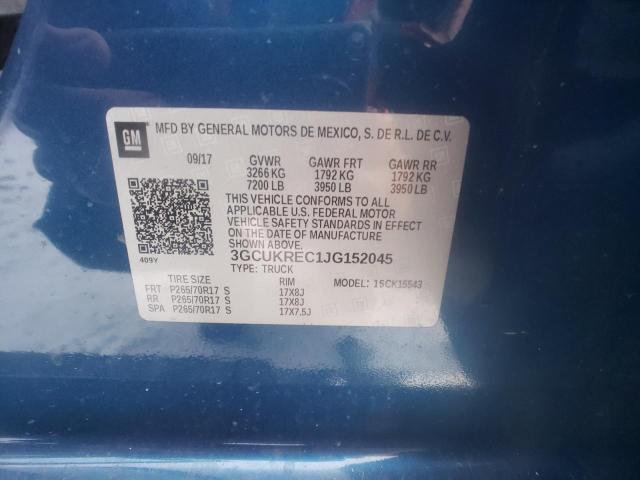 GM
MFD BY GENERAL MOTORS DE MEXICO, S. DE R.L. DE C.V.
09/17 GVWR GAWR FRT GAWR RR
3266 KG 1792 KG 1792 KG
7200 LB 3950 LB 3950 LB
THIS VEHICLE CONFORMS TO ALL
APPLICABLE U.S. FEDERAL MOTOR
VEHICLE SAFETY STANDARDS IN EFFECT
ON THE DATE OF MANUFACTURE
SHOWN ABOVE.
409Y 3GCUKREC1JG152045
TYPE: TRUCK
TIRE SIZE RIM MODEL: 1SCK15543
FRT P265/70R17 S 17X8J
RR P265/70R17 S 17X8J
SPA P265/70R17 S 17X7.5J